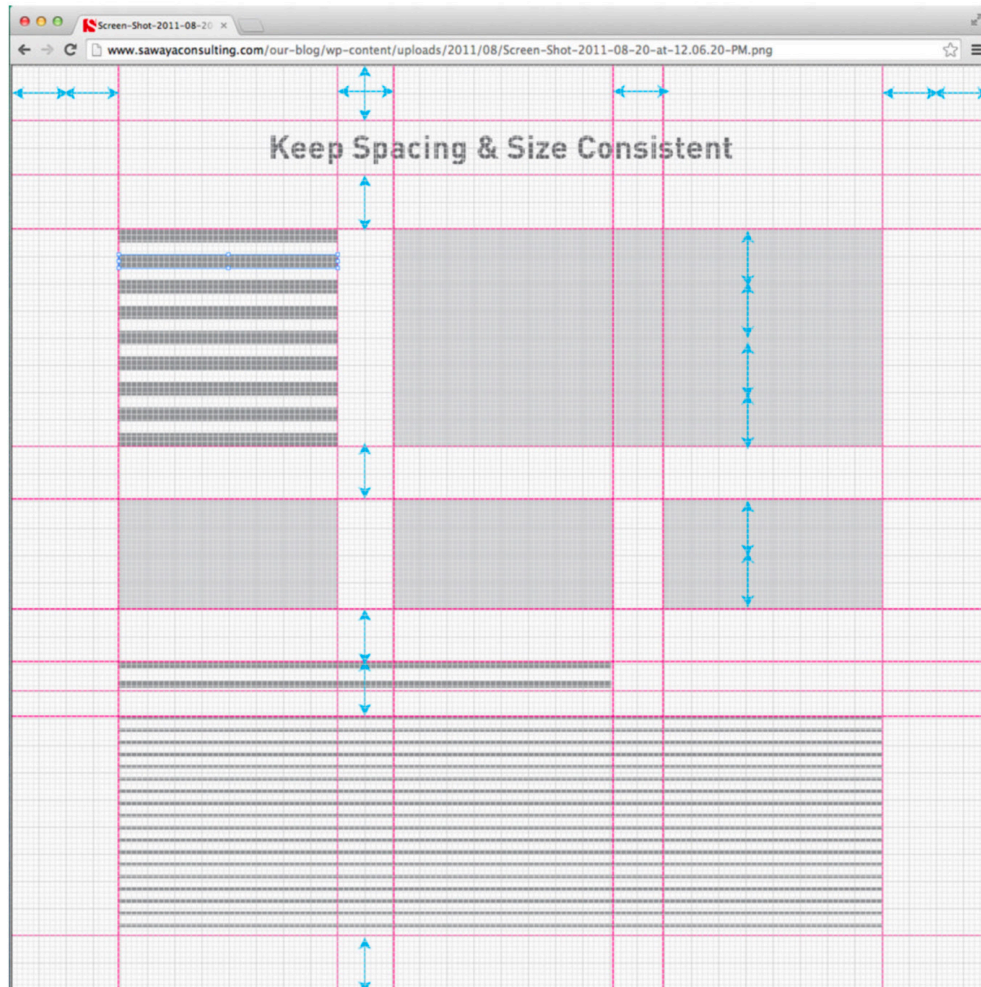 Screen-Shot-2011-08-20
www.sawayaconsulting.com/our-blog/wp-content/uploads/2011/08/Screen-Shot-2011-08-20-at-12.06.20-PM.png
Keep Spacing & Size Consistent